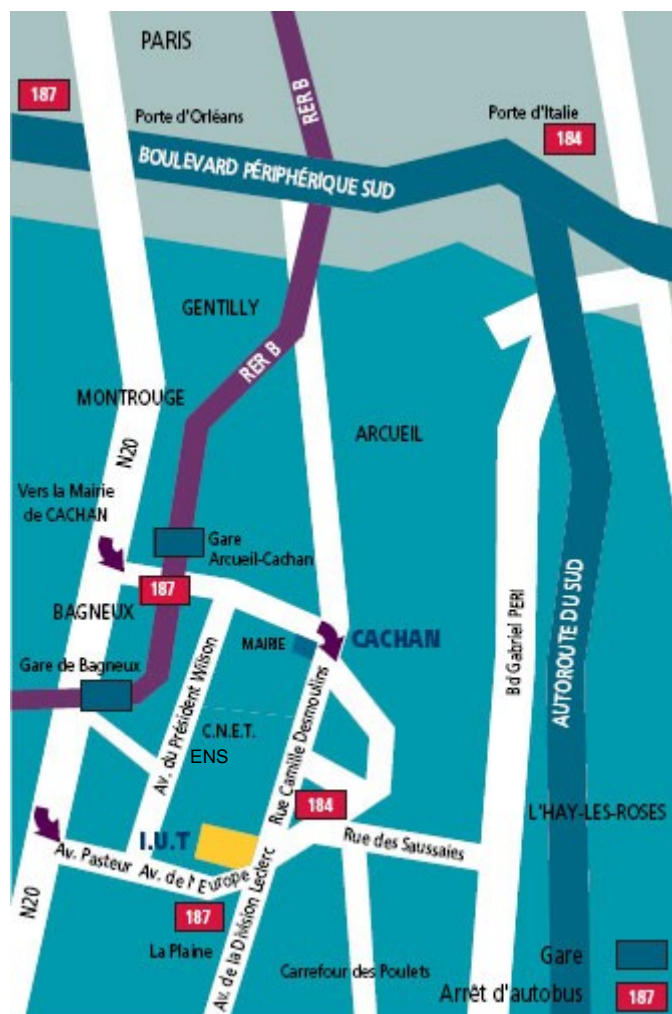 PARIS
187
RER B
Porte d'Orléans
Porte d'Italie
184
BOULEVARD PÉRIPHÉRIQUE SUD
GENTILLY
RER B
MONTROUGE
ARCUEIL
N20
Vers la Mairie
de CACHAN
Gare
Arcueil-Cachan
187
BAGNEUX
MAIRIE
CACHAN
Gare de Bagneux
Av. du Président Wilson
Rue Camille Desmoulins
Bd Gabriel PERI
AUTOROUTE DU SUD
C.N.E.T.
ENS
184
L'HAY-LES-ROSES
I.U.T
Rue des Saussaies
Av. Pasteur
Av. de l'Europe
N20
187
La Plaine
Av. de la Division Leclerc
Carrefour des Poulets
Gare
Arrêt d'autobus
187